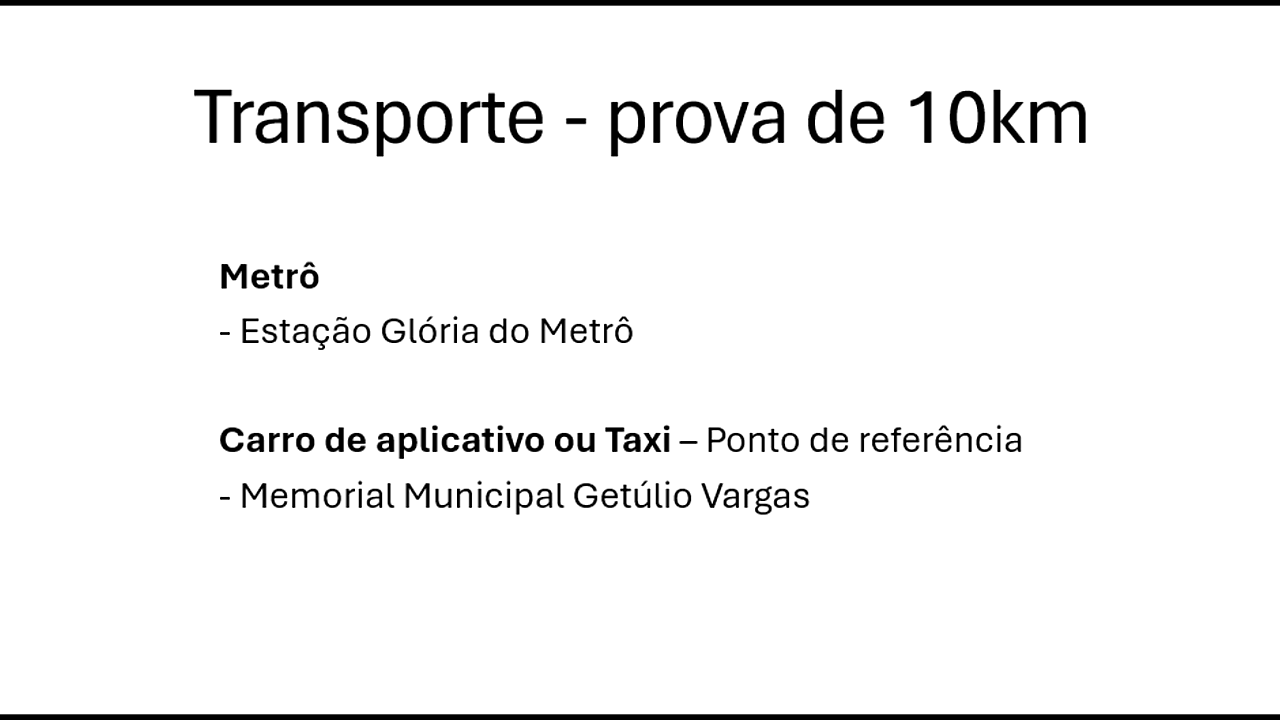 Transporte - prova de 10km
Metrô
- Estação Glória do Metrô
Carro de aplicativo ou Taxi – Ponto de referência
- Memorial Municipal Getúlio Vargas